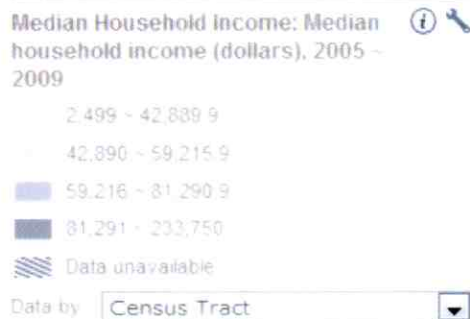 Median Household Income: Median
household income (dollars), 2005 -
2009
2,499 - 42,889.9
42,890 - 59,215.9
59,216 - 81,290.9
81,291 - 233,750
Data unavailable
Data by Census Tract